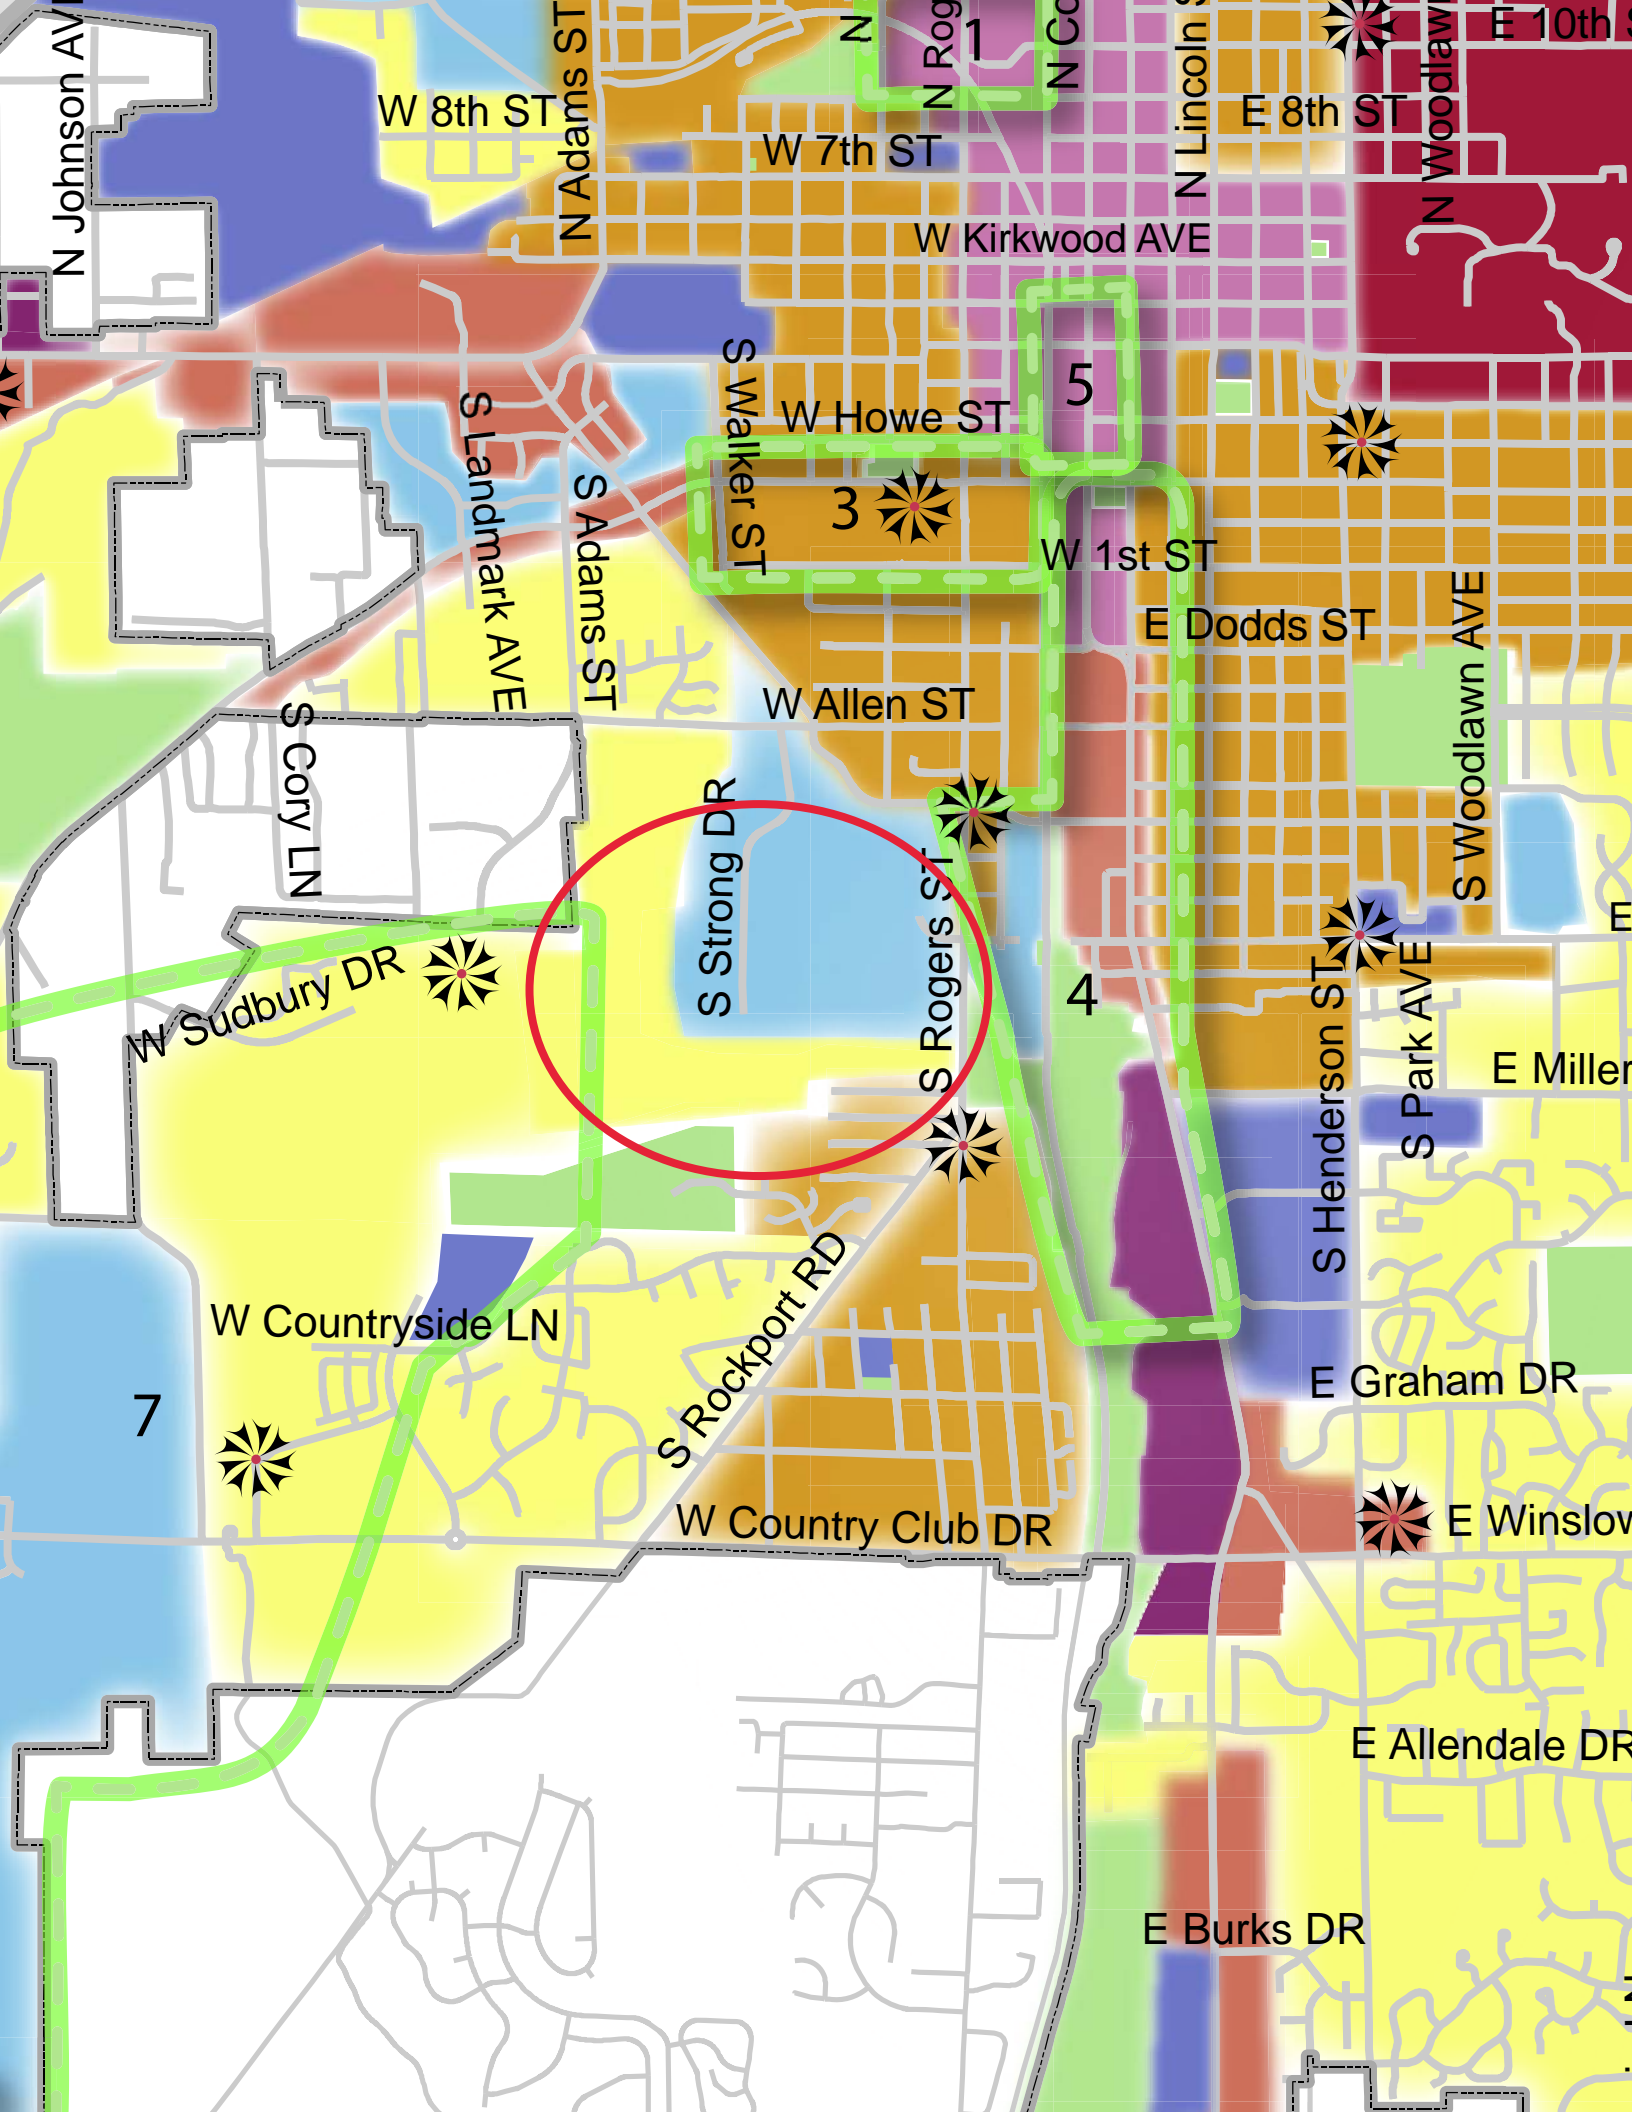 N Johnson AV
W 8th ST
N Adams ST
W 7th ST
N
N Rog
1
N Co
N Lincoln
E 8th ST
N Woodlawn
E 10th
W Kirkwood AVE
5
S Walker ST
W Howe ST
S Landmark AVE
S Adams ST
3
W 1st ST
E Dodds ST
S Woodlawn AVE
W Allen ST
S Cory LN
S Strong DR
S Rogers ST
E
W Sudbury DR
4
S Henderson ST
S Park AVE
E Miller
W Countryside LN
S Rockport RD
E Graham DR
7
W Country Club DR
E Winslow
E Allendale DR
E Burks DR